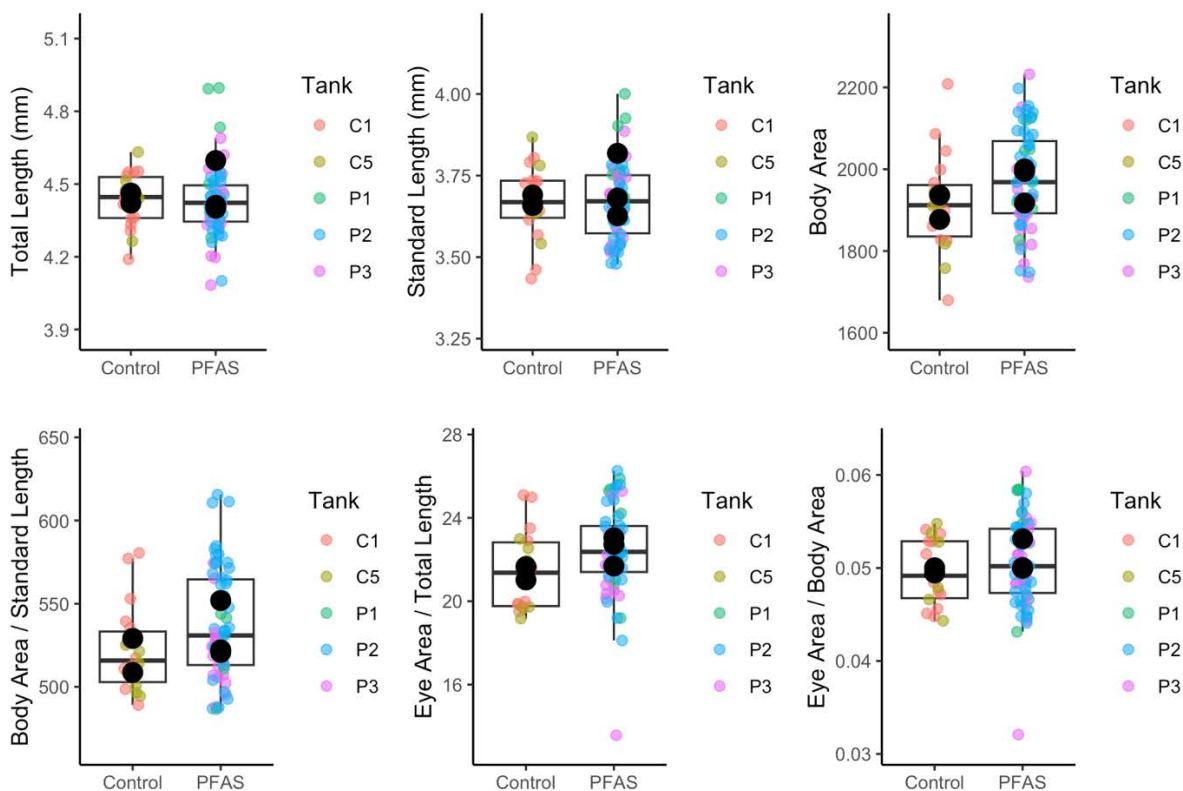 Total Length (mm)
5.1
4.8
4.5
4.2
3.9
Control PFAS
Tank
C1
C5
P1
P2
P3
Standard Length (mm)
4.00
3.75
3.50
3.25
Control PFAS
Tank
C1
C5
P1
P2
P3
Body Area
2200
2000
1800
1600
Control PFAS
Tank
C1
C5
P1
P2
P3
Body Area / Standard Length
650
600
550
500
Control PFAS
Tank
C1
C5
P1
P2
P3
Eye Area / Total Length
28
24
20
16
Control PFAS
Tank
C1
C5
P1
P2
P3
Eye Area / Body Area
0.06
0.05
0.04
0.03
Control PFAS
Tank
C1
C5
P1
P2
P3